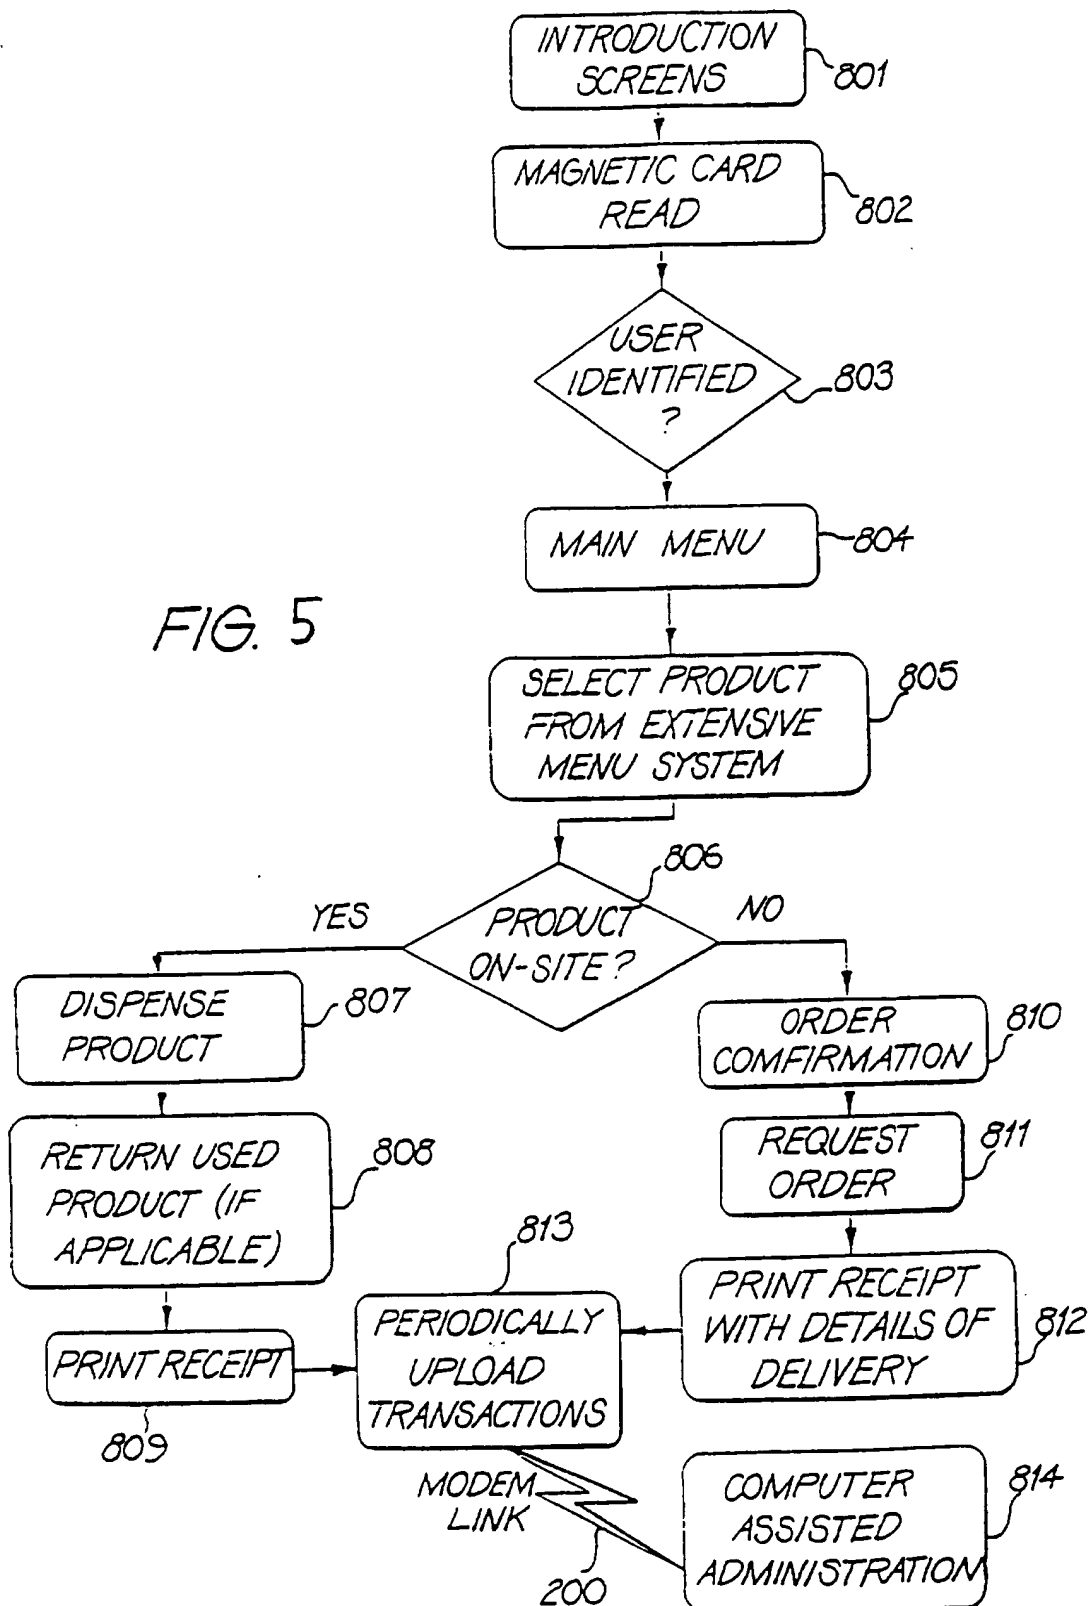 INTRODUCTION
SCREENS
801
MAGNETIC CARD
READ
802
USER
IDENTIFIED
?
803
MAIN MENU
804
FIG. 5
SELECT PRODUCT
FROM EXTENSIVE
MENU SYSTEM
805
PRODUCT
ON-SITE?
806
YES
NO
DISPENSE
PRODUCT
807
RETURN USED
PRODUCT (IF
APPLICABLE)
808
PRINT RECEIPT
809
ORDER
COMFIRMATION
810
REQUEST
ORDER
811
PRINT RECEIPT
WITH DETAILS OF
DELIVERY
812
PERIODICALLY
UPLOAD
TRANSACTIONS
813
MODEM
LINK
200
COMPUTER
ASSISTED
ADMINISTRATION
814